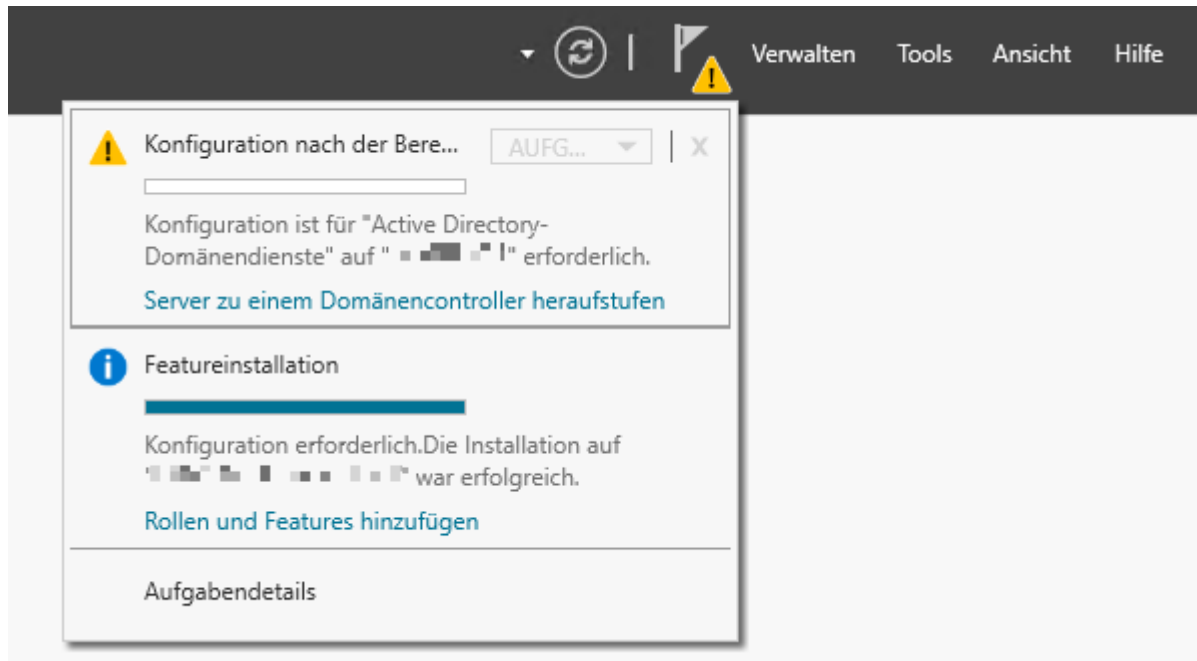 Verwalten Tools Ansicht Hilfe
Konfiguration nach der Bere... AUFG... X
Konfiguration ist für "Active Directory-
Domänendienste" auf " " erforderlich.
Server zu einem Domänencontroller heraufstufen
Featureinstallation
Konfiguration erforderlich.Die Installation auf
" " war erfolgreich.
Rollen und Features hinzufügen
Aufgabendetails